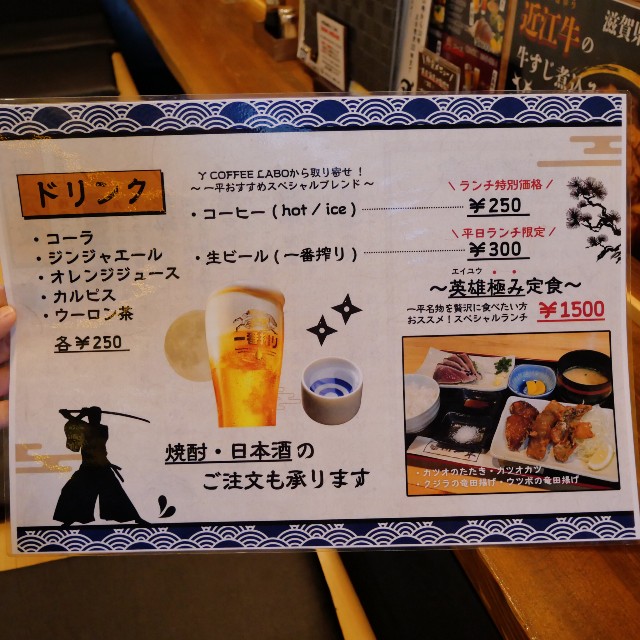 近江牛の
牛すじ煮込み
滋賀県
ドリンク
・コーラ
・ジンジャエール
・オレンジジュース
・カルピス
・ウーロン茶
各¥250
Y COFFEE LABOから取り寄せ！
～一平おすすめスペシャルブレンド～
＼ランチ特別価格／
・コーヒー ( hot / ice ) ¥250
＼平日ランチ限定／
・生ビール ( 一番搾り ) ¥300
一番搾り
焼酎・日本酒の
ご注文も承ります
エイユウ
～英雄極み定食～
一平名物を贅沢に食べたい方
おススメ！スペシャルランチ
¥1500
・カツオのたたき・カツオカツ
・クジラの竜田揚げ・ウツボの竜田揚げ